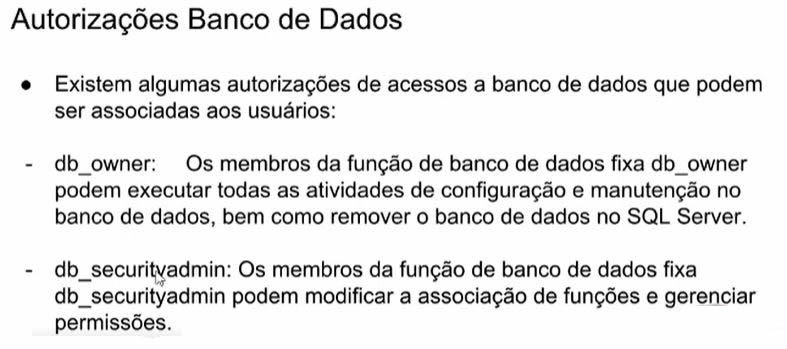 Autorizações Banco de Dados
● Existem algumas autorizações de acessos a banco de dados que podem
ser associadas aos usuários:
- db_owner: Os membros da função de banco de dados fixa db_owner
podem executar todas as atividades de configuração e manutenção no
banco de dados, bem como remover o banco de dados no SQL Server.
- db_securityadmin: Os membros da função de banco de dados fixa
db_securityadmin podem modificar a associação de funções e gerenciar
permissões.